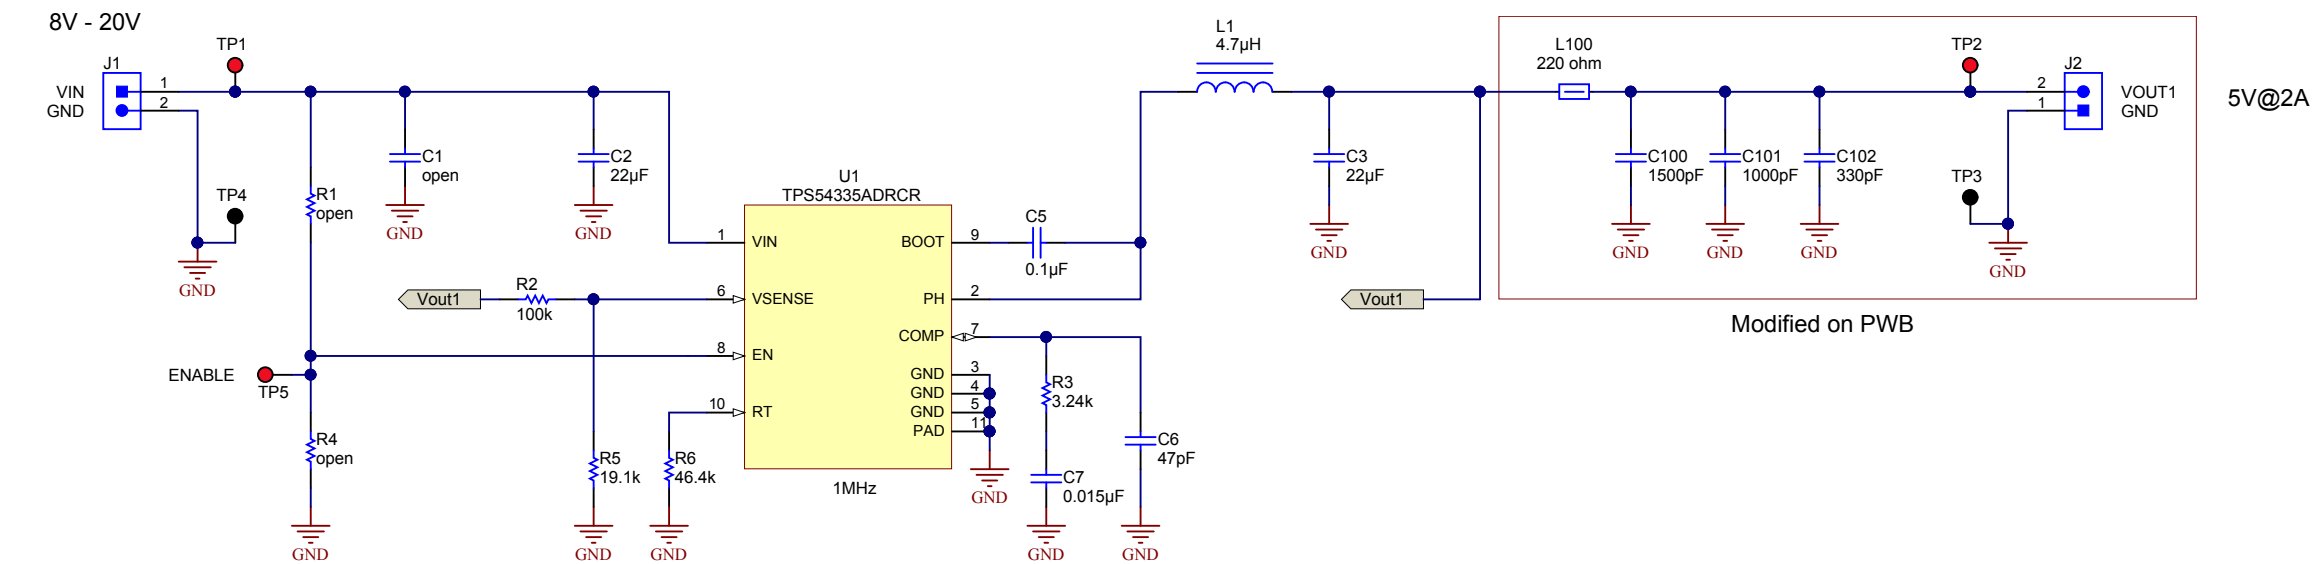 8V - 20V
J1
VIN
GND
1
2
TP1
TP4
GND
R1
open
C1
open
GND
C2
22µF
GND
Vout1
R2
100k
ENABLE
TP5
R4
open
GND
R5
19.1k
GND
R6
46.4k
GND
U1
TPS54335ADRCR
1
VIN
6
VSENSE
8
EN
10
RT
BOOT
9
PH
2
COMP
7
GND
3
GND
4
GND
5
PAD
11
1MHz
GND
C5
0.1µF
R3
3.24k
C7
0.015µF
GND
C6
47pF
GND
L1
4.7µH
C3
22µF
GND
Vout1
L100
220 ohm
C100
1500pF
GND
C101
1000pF
GND
C102
330pF
GND
TP2
TP3
GND
J2
2
1
VOUT1
GND
5V@2A
Modified on PWB